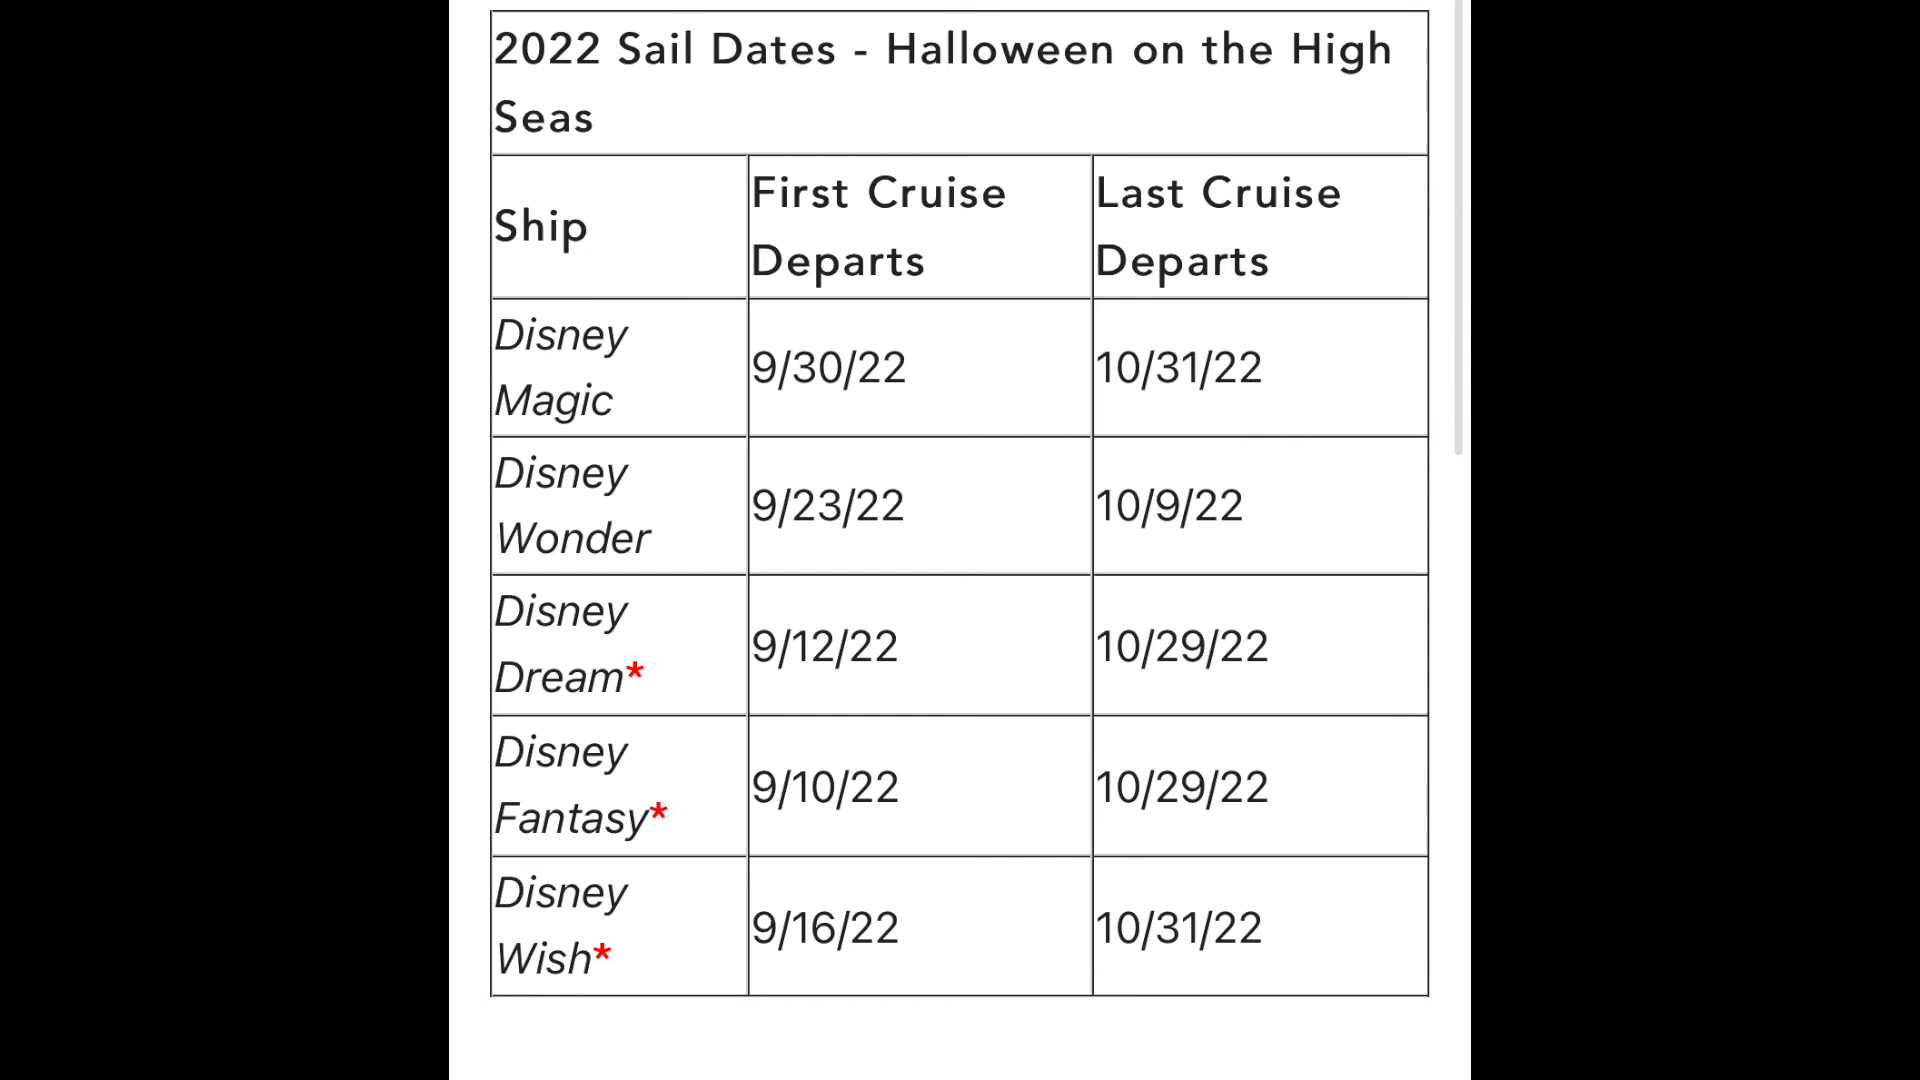 2022 Sail Dates - Halloween on the High
Seas
Ship
First Cruise
Departs
Last Cruise
Departs
Disney
Magic
9/30/22
10/31/22
Disney
Wonder
9/23/22
10/9/22
Disney
Dream*
9/12/22
10/29/22
Disney
Fantasy*
9/10/22
10/29/22
Disney
Wish*
9/16/22
10/31/22